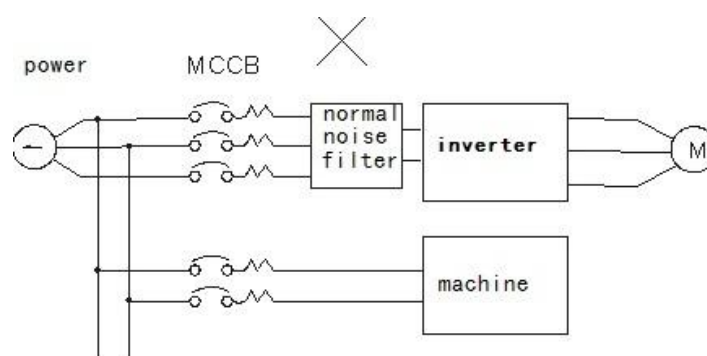 power
MCCB
normal
noise
filter
inverter
M
machine